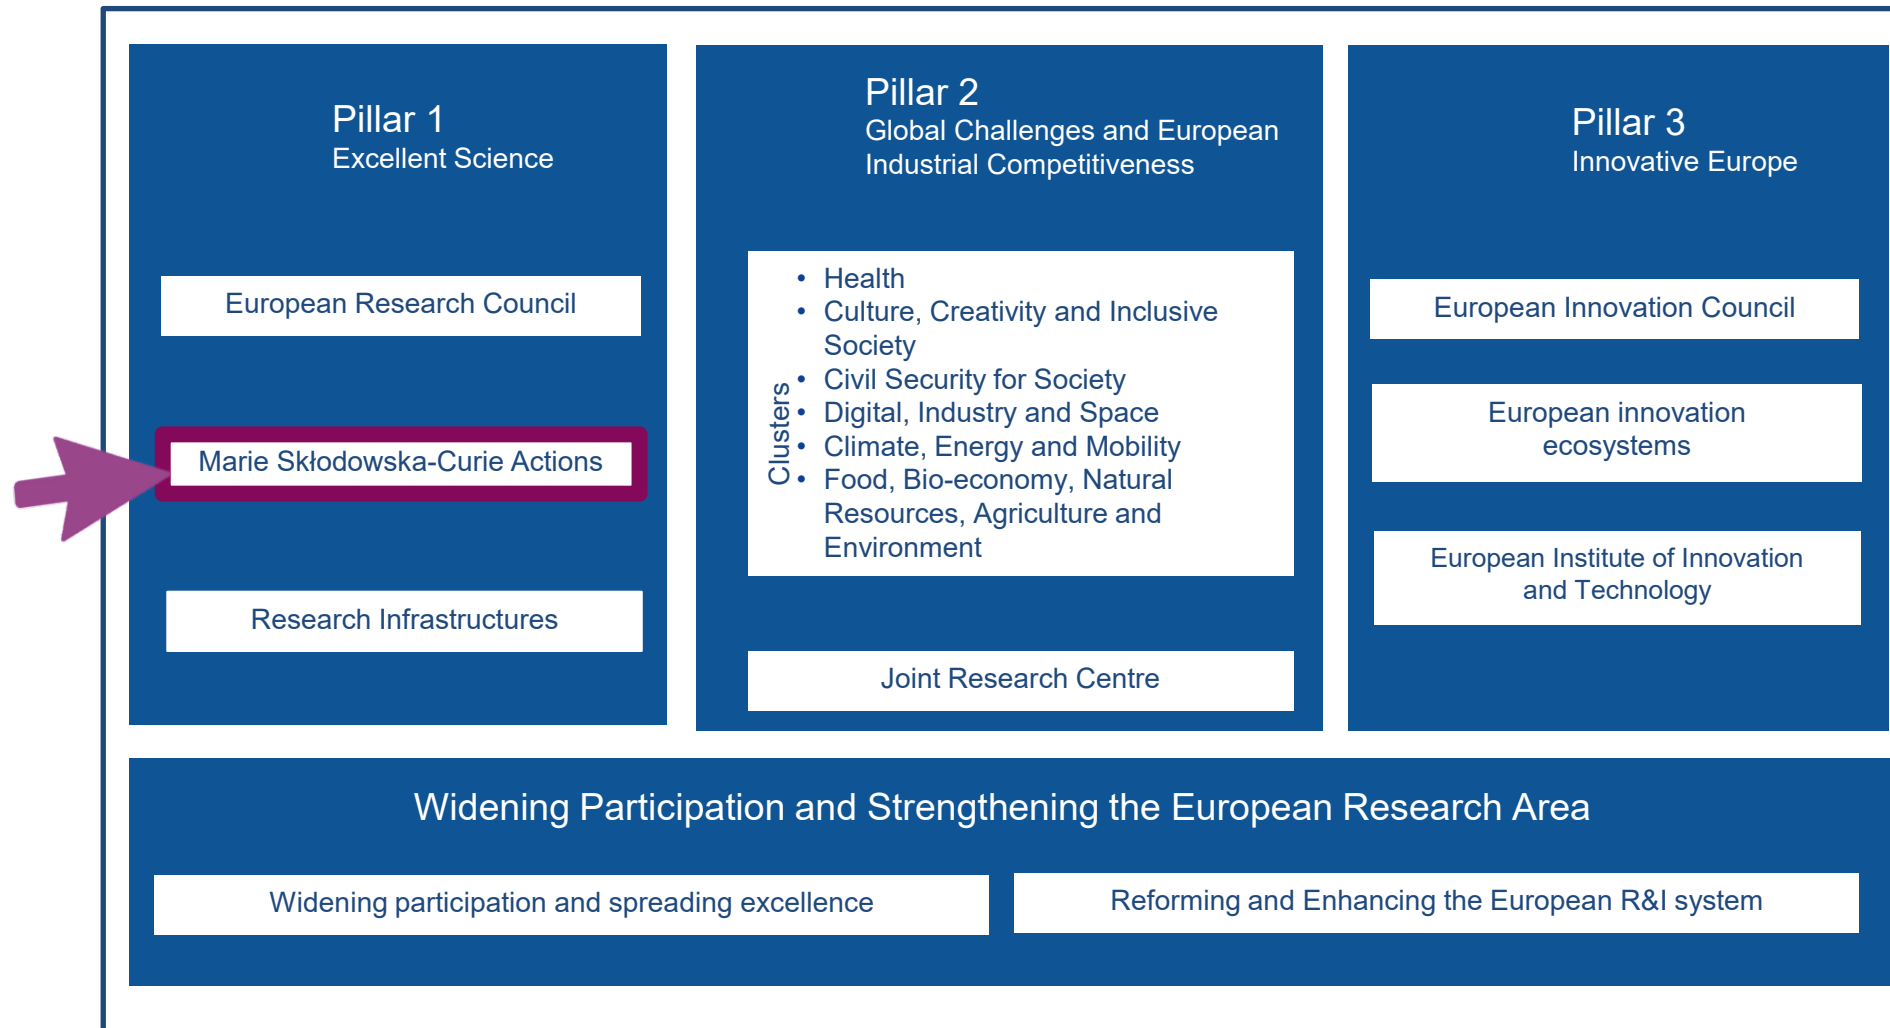 Pillar 1
Excellent Science
European Research Council
Marie Skłodowska-Curie Actions
Research Infrastructures
Pillar 2
Global Challenges and European
Industrial Competitiveness
Clusters
• Health
• Culture, Creativity and Inclusive
Society
• Civil Security for Society
• Digital, Industry and Space
• Climate, Energy and Mobility
• Food, Bio-economy, Natural
Resources, Agriculture and
Environment
Joint Research Centre
Pillar 3
Innovative Europe
European Innovation Council
European innovation
ecosystems
European Institute of Innovation
and Technology
Widening Participation and Strengthening the European Research Area
Widening participation and spreading excellence
Reforming and Enhancing the European R&I system